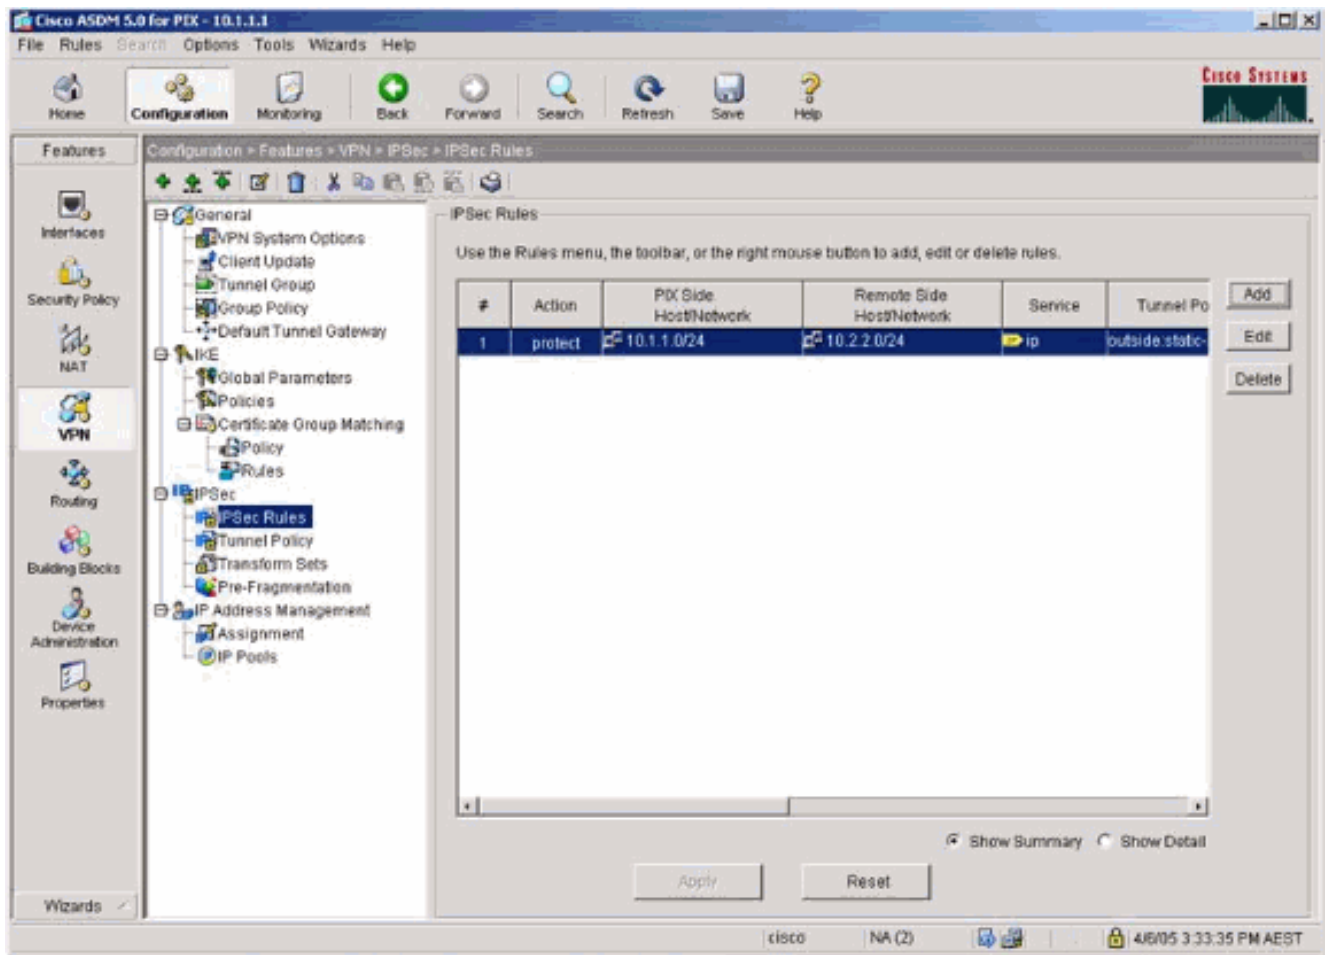 Cisco ASDM 5.0 for PIX - 10.1.1.1
File Rules Search Options Tools Wizards Help
Home Configuration Monitoring Back Forward Search Refresh Save Help
CISCO SYSTEMS
Features
Configuration > Features > VPN > IPSec > IPSec Rules
Interfaces
Security Policy
NAT
VPN
Routing
Building Blocks
Device Administration
Properties
Wizards
General
VPN System Options
Client Update
Tunnel Group
Group Policy
Default Tunnel Gateway
IKE
Global Parameters
Policies
Certificate Group Matching
Policy
Rules
IPSec
IPSec Rules
Tunnel Policy
Transform Sets
Pre-Fragmentation
IP Address Management
Assignment
IP Pools
IPSec Rules
Use the Rules menu, the toolbar, or the right mouse button to add, edit or delete rules.
# Action PIX Side Host/Network Remote Side Host/Network Service Tunnel Po
1 protect 10.1.1.0/24 10.2.2.0/24 ip outside:static-
Add
Edit
Delete
Show Summary Show Detail
Apply Reset
cisco NA (2) 4/6/05 3:33:35 PM AEST